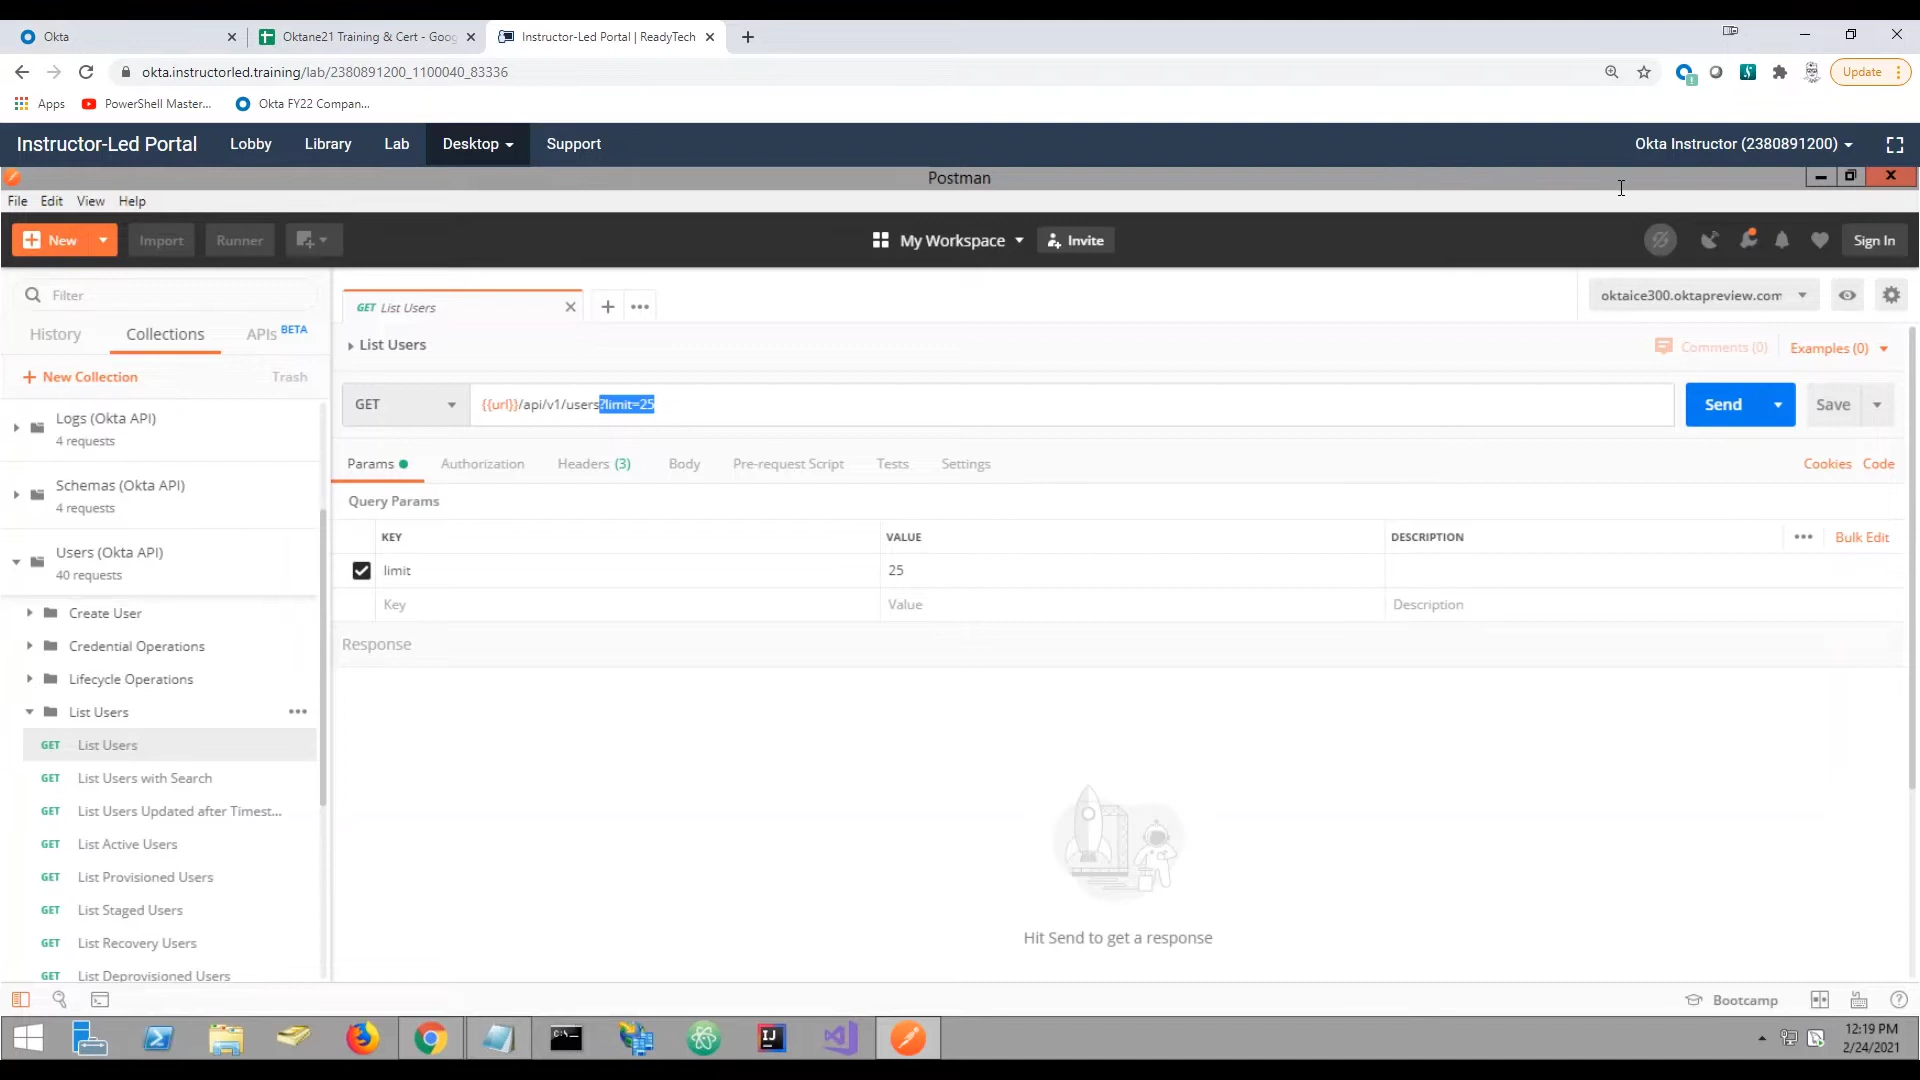 Okta
Oktane21 Training & Cert - Goog
Instructor-Led Portal | ReadyTech
okta.instructorled.training/lab/2380891200_1100040_83336
Update
Apps
PowerShell Master...
Okta FY22 Compan...
Instructor-Led Portal
Lobby
Library
Lab
Desktop
Support
Okta Instructor (2380891200)
Postman
File
Edit
View
Help
New
Import
Runner
My Workspace
Invite
Sign In
Filter
GET List Users
oktaice300.oktapreview.com
History
Collections
APIs BETA
List Users
Comments (0)
Examples (0)
New Collection
Trash
GET
{{url}}/api/v1/users?limit=25
Send
Save
Logs (Okta API)
4 requests
Params
Authorization
Headers (3)
Body
Pre-request Script
Tests
Settings
Cookies
Code
Schemas (Okta API)
4 requests
Query Params
KEY
VALUE
DESCRIPTION
Bulk Edit
Users (Okta API)
40 requests
limit
25
Key
Value
Description
Create User
Credential Operations
Lifecycle Operations
List Users
Response
GET List Users
GET List Users with Search
GET List Users Updated after Timest...
GET List Active Users
GET List Provisioned Users
GET List Staged Users
GET List Recovery Users
GET List Deprovisioned Users
Hit Send to get a response
Bootcamp
C:\_
IJ
12:19 PM
2/24/2021